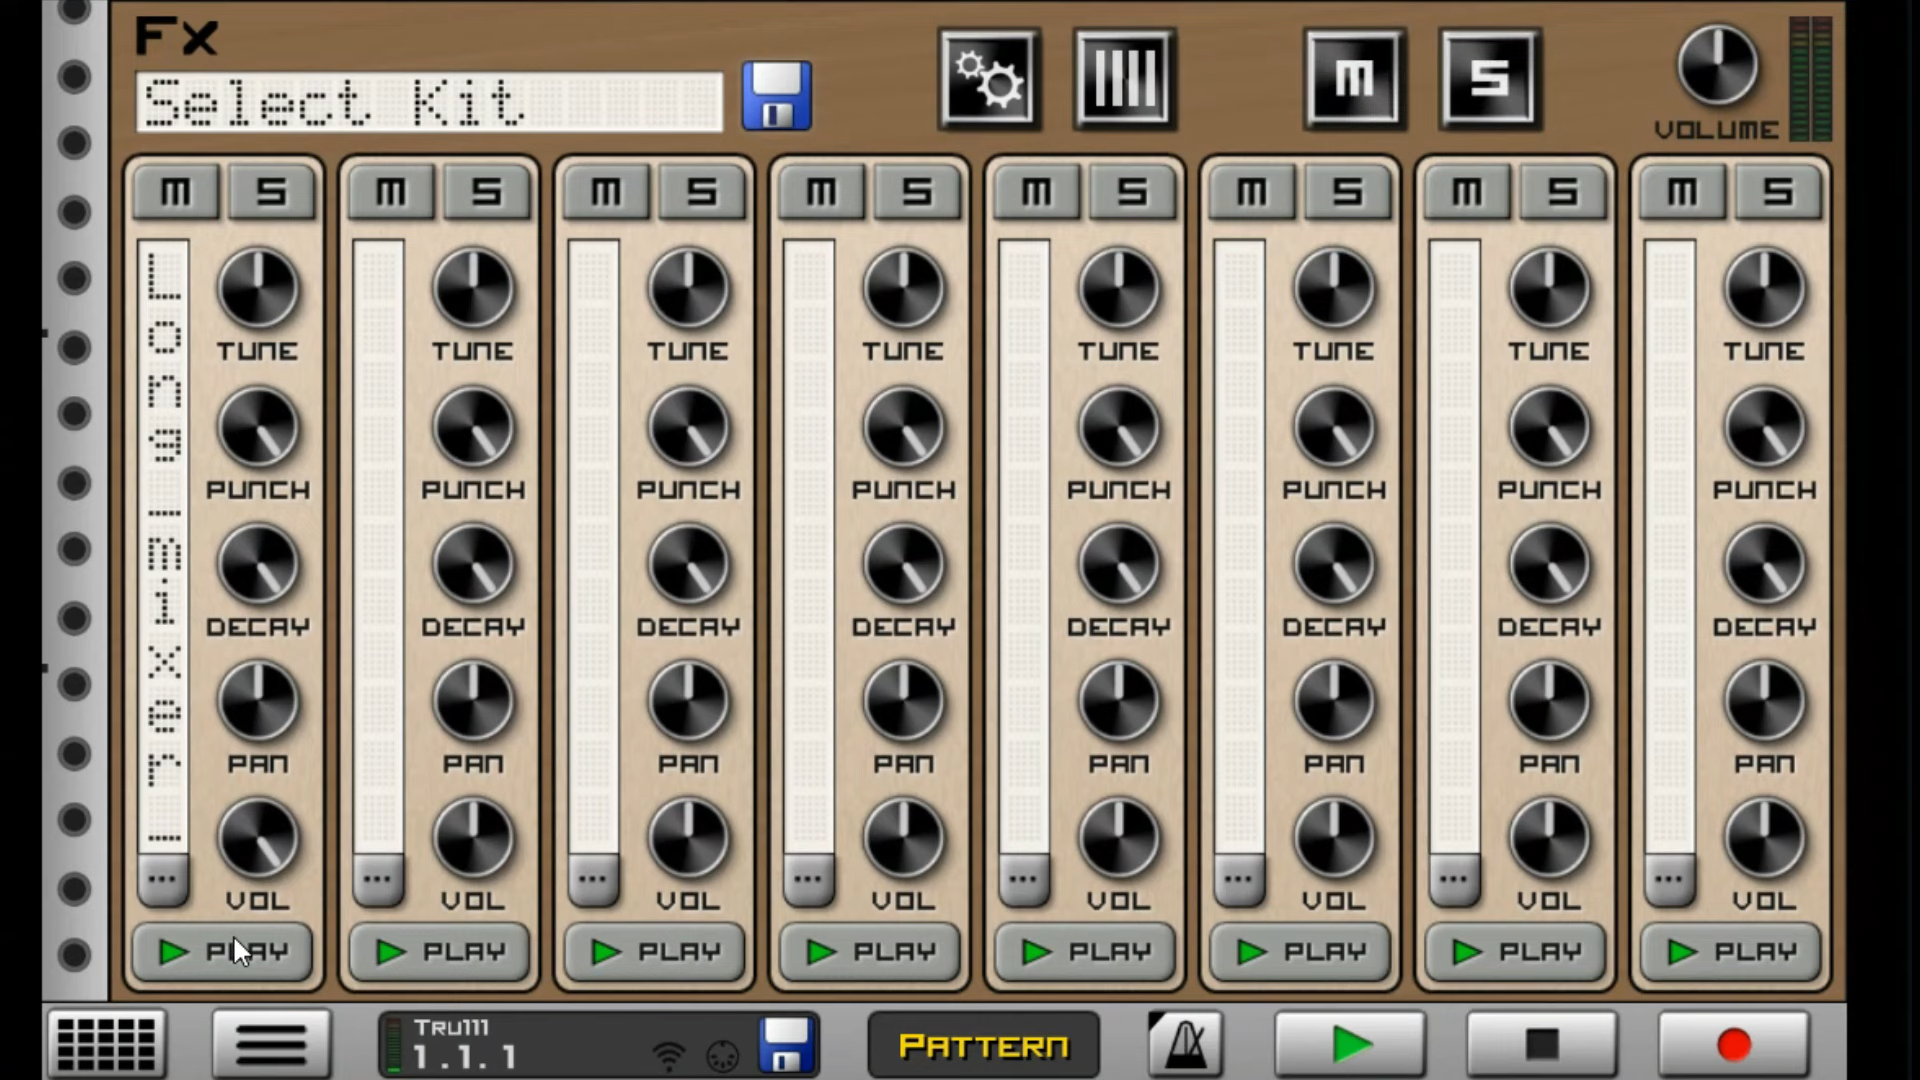 Fx
Select Kit
M S
VOLUME
M S M S M S M S M S M S M S M S
Long_mixer_
TUNE TUNE TUNE TUNE TUNE TUNE TUNE TUNE
PUNCH PUNCH PUNCH PUNCH PUNCH PUNCH PUNCH PUNCH
DECAY DECAY DECAY DECAY DECAY DECAY DECAY DECAY
PAN PAN PAN PAN PAN PAN PAN PAN
... ... ... ... ... ... ... ...
VOL VOL VOL VOL VOL VOL VOL VOL
PLAY PLAY PLAY PLAY PLAY PLAY PLAY PLAY
Tru111
1.1.1
Pattern